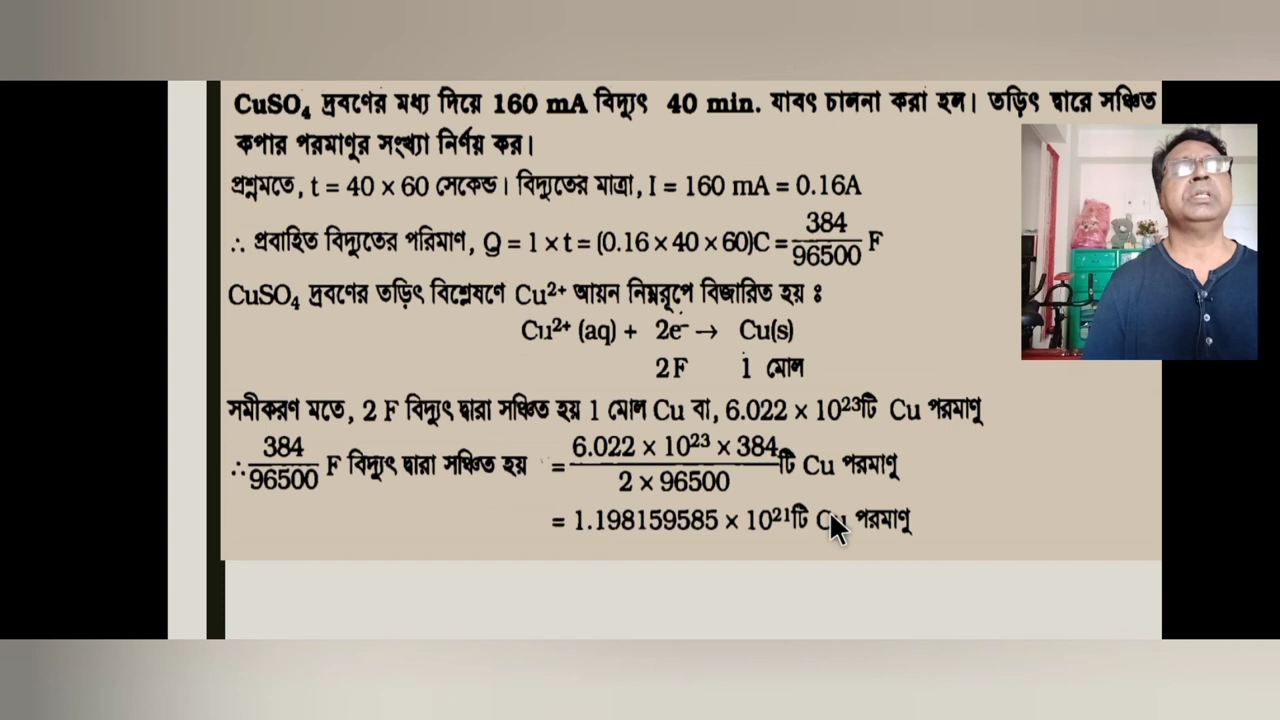 CuSO₄ দ্রবণের মধ্য দিয়ে 160 mA বিদ্যুৎ 40 min. যাবৎ চালনা করা হল। তড়িৎ দ্বারে সঞ্চিত
কপার পরমাণুর সংখ্যা নির্ণয় কর।
প্রশ্নমতে, t = 40 × 60 সেকেন্ড। বিদ্যুতের মাত্রা, I = 160 mA = 0.16A
∴ প্রবাহিত বিদ্যুতের পরিমাণ, Q = 1 × t = (0.16 × 40 × 60)C = 384/96500 F
CuSO₄ দ্রবণের তড়িৎ বিশ্লেষণে Cu²⁺ আয়ন নিম্নরূপে বিজারিত হয় ঃ
Cu²⁺ (aq) + 2e⁻ → Cu(s)
2F 1 মোল
সমীকরণ মতে, 2 F বিদ্যুৎ দ্বারা সঞ্চিত হয় 1 মোল Cu বা, 6.022 × 10²³টি Cu পরমাণু
∴ 384/96500 F বিদ্যুৎ দ্বারা সঞ্চিত হয় = 6.022 × 10²³ × 384/2 × 96500 টি Cu পরমাণু
= 1.198159585 × 10²¹টি Cu পরমাণু